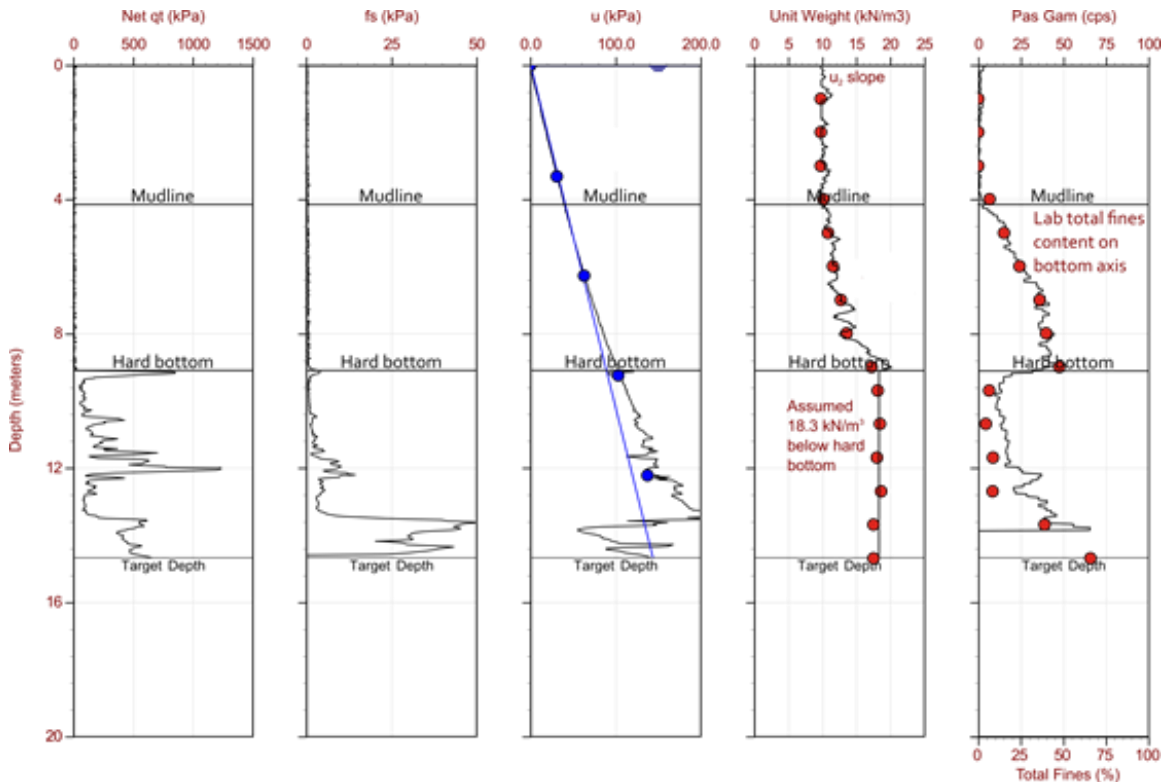 Net qt (kPa)
fs (kPa)
u (kPa)
Unit Weight (kN/m3)
Pas Gam (cps)
0 500 1000 1500
0 25 50
0.0 100.0 200.0
0 5 10 15 20 25
0 25 50 75 100
0
4
8
12
16
20
Depth (meters)
u₂ slope
Mudline
Mudline
Mudline
Mudline
Lab total fines
content on
bottom axis
Hard bottom
Hard bottom
Hard bottom
Hard bottom
Assumed
18.3 kN/m³
below hard
bottom
Target Depth
Target Depth
Target Depth
Target Depth
Target Depth
0 25 50 75 100
Total Fines (%)